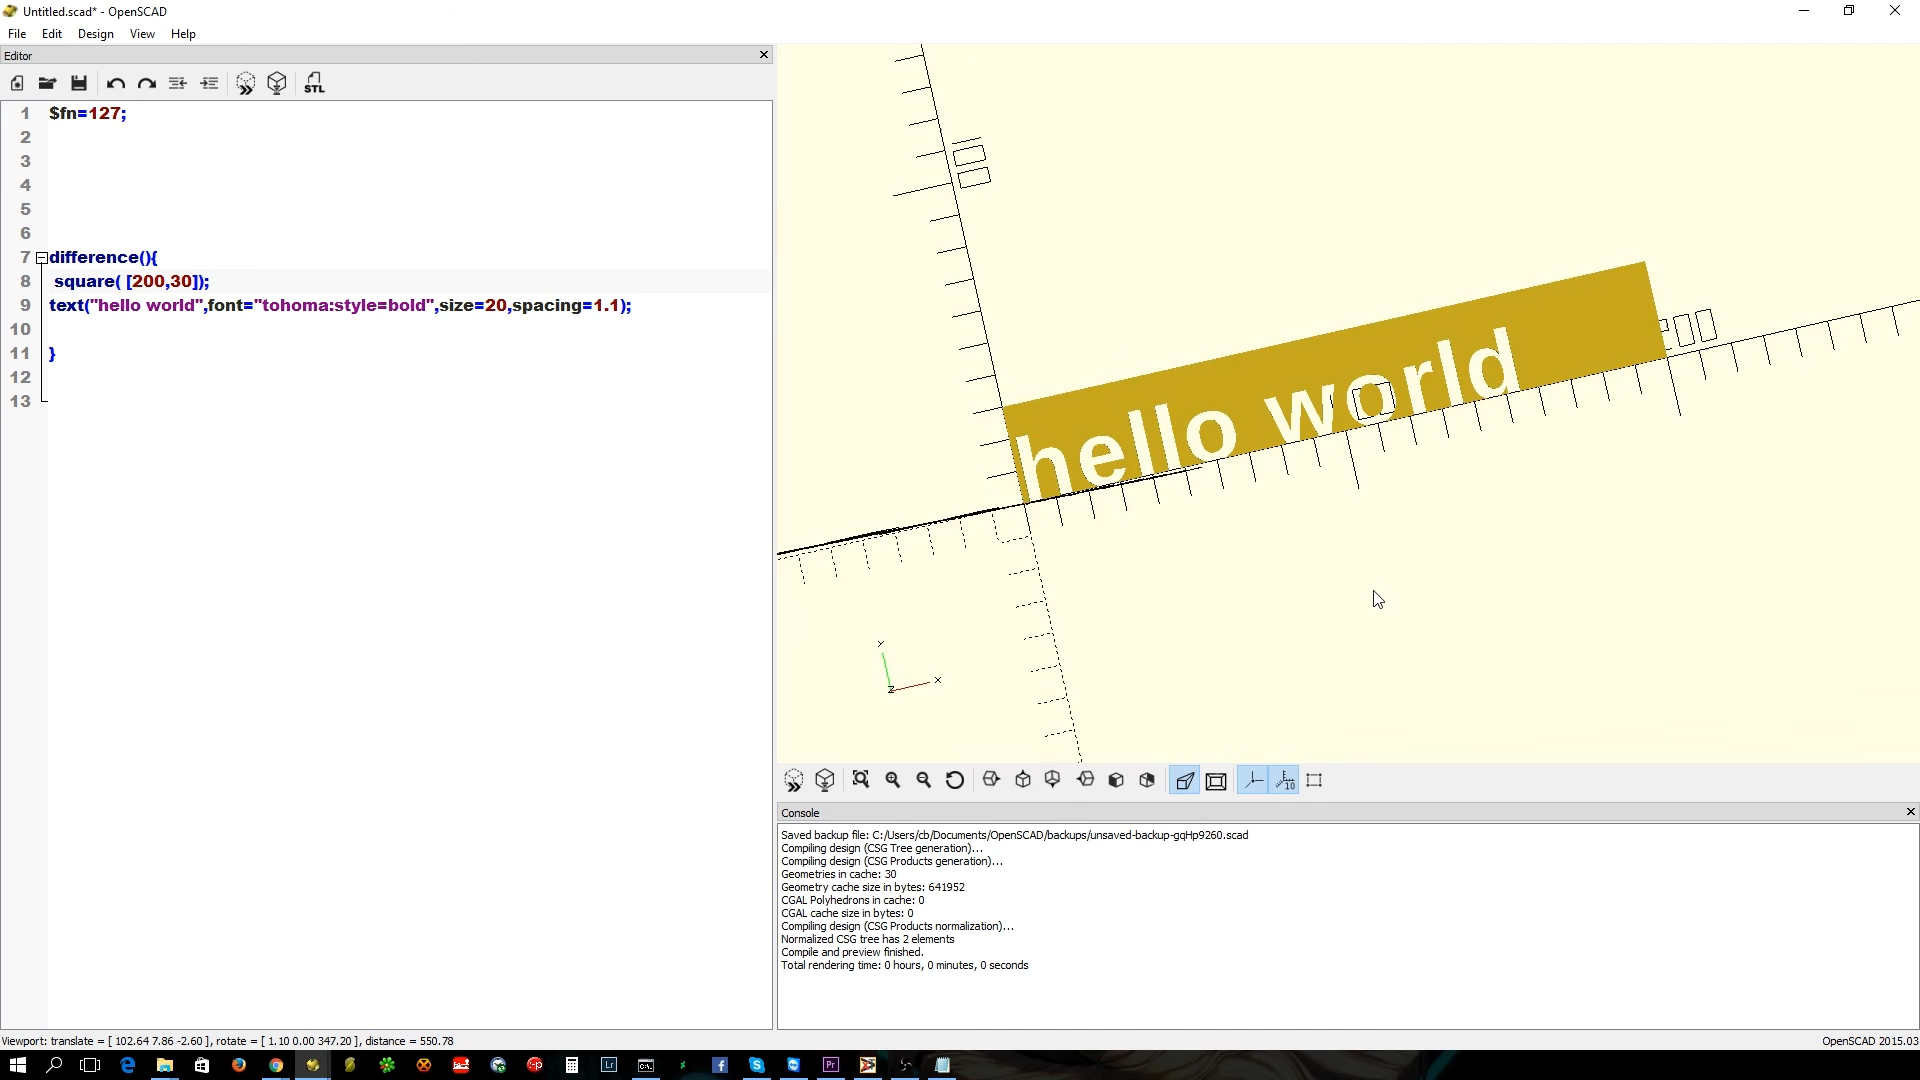 Untitled.scad* - OpenSCAD
File Edit Design View Help
Editor
STL
1 $fn=127;
2
3
4
5
6
7 difference(){
8 square( [200,30]);
9 text("hello world",font="tohoma:style=bold",size=20,spacing=1.1);
10
11 }
12
13
100
200
hello world
Y
Z X
10
Console
Saved backup file: C:/Users/cb/Documents/OpenSCAD/backups/unsaved-backup-gqHp9260.scad
Compiling design (CSG Tree generation)...
Compiling design (CSG Products generation)...
Geometries in cache: 30
Geometry cache size in bytes: 641952
CGAL Polyhedrons in cache: 0
CGAL cache size in bytes: 0
Compiling design (CSG Products normalization)...
Normalized CSG tree has 2 elements
Compile and preview finished.
Total rendering time: 0 hours, 0 minutes, 0 seconds
Viewport: translate = [ 102.64 7.86 -2.60 ], rotate = [ 1.10 0.00 347.20 ], distance = 550.78
OpenSCAD 2015.03
Lr
Pr